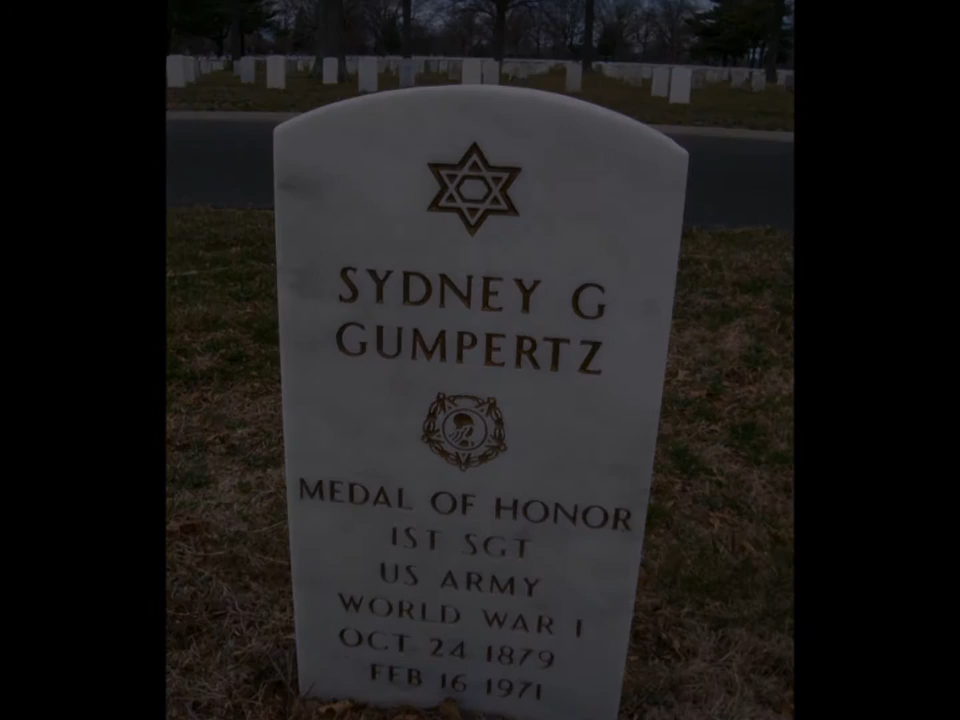 SYDNEY G
GUMPERTZ
MEDAL OF HONOR
1ST SGT
US ARMY
WORLD WAR I
OCT 24 1879
FEB 16 1971